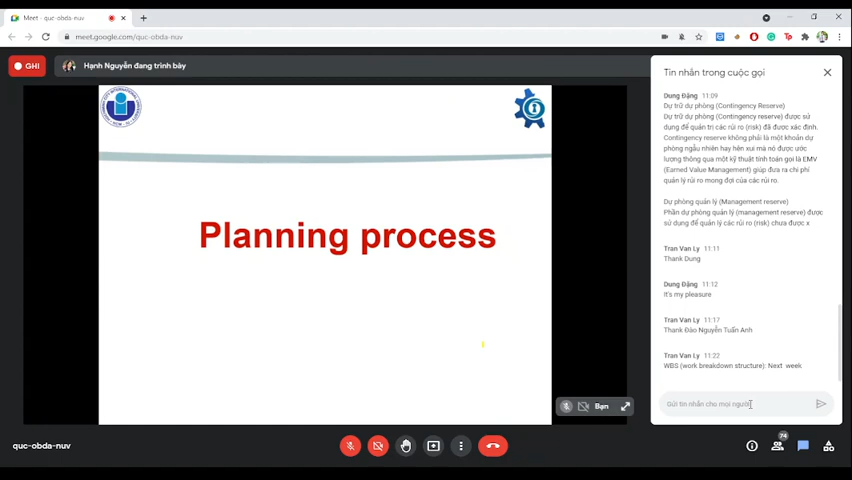 Meet - quc-obda-nuv
meet.google.com/quc-obda-nuv
GHI
Hạnh Nguyễn đang trình bày
Planning process
Bạn
Tin nhắn trong cuộc gọi
Dung Đặng 11:09
Dự trữ dự phòng (Contingency Reserve)
Dự trữ dự phòng (Contingency reserve) được sử
dụng để quản trị các rủi ro (risk) đã được xác định.
Contingency reserve không phải là một khoản dự
phòng ngẫu nhiên hay hên xui mà nó được ước
lượng thông qua một kỹ thuật tính toán gọi là EMV
(Earned Value Management) giúp đưa ra chi phí
quản lý rủi ro mong đợi của các rủi ro.
Dự phòng quản lý (Management reserve)
Phần dự phòng quản lý (management reserve) được
sử dụng để quản lý các rủi ro (risk) chưa được x
Tran Van Ly 11:11
Thank Dung
Dung Đặng 11:12
It's my pleasure
Tran Van Ly 11:17
Thank Đào Nguyễn Tuấn Anh
Tran Van Ly 11:22
WBS (work breakdown structure): Next week
Gửi tin nhắn cho mọi người
quc-obda-nuv
74